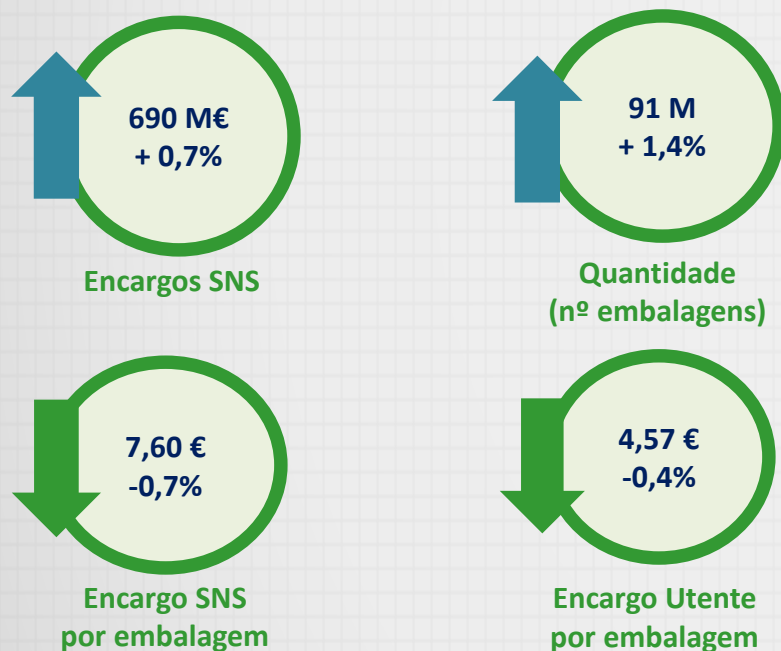 690 M€
+ 0,7%
Encargos SNS
91 M
+ 1,4%
Quantidade
(nº embalagens)
7,60 €
-0,7%
Encargo SNS
por embalagem
4,57 €
-0,4%
Encargo Utente
por embalagem